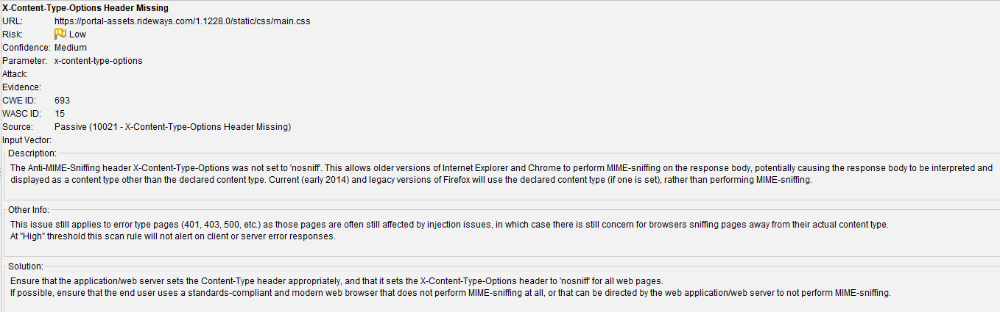 X-Content-Type-Options Header Missing
URL: https://portal-assets.rideways.com/1.1228.0/static/css/main.css
Risk: Low
Confidence: Medium
Parameter: x-content-type-options
Attack:
Evidence:
CWE ID: 693
WASC ID: 15
Source: Passive (10021 - X-Content-Type-Options Header Missing)
Input Vector:
Description:
The Anti-MIME-Sniffing header X-Content-Type-Options was not set to 'nosniff'. This allows older versions of Internet Explorer and Chrome to perform MIME-sniffing on the response body, potentially causing the response body to be interpreted and
displayed as a content type other than the declared content type. Current (early 2014) and legacy versions of Firefox will use the declared content type (if one is set), rather than performing MIME-sniffing.
Other Info:
This issue still applies to error type pages (401, 403, 500, etc.) as those pages are often still affected by injection issues, in which case there is still concern for browsers sniffing pages away from their actual content type.
At "High" threshold this scan rule will not alert on client or server error responses.
Solution:
Ensure that the application/web server sets the Content-Type header appropriately, and that it sets the X-Content-Type-Options header to 'nosniff' for all web pages.
If possible, ensure that the end user uses a standards-compliant and modern web browser that does not perform MIME-sniffing at all, or that can be directed by the web application/web server to not perform MIME-sniffing.